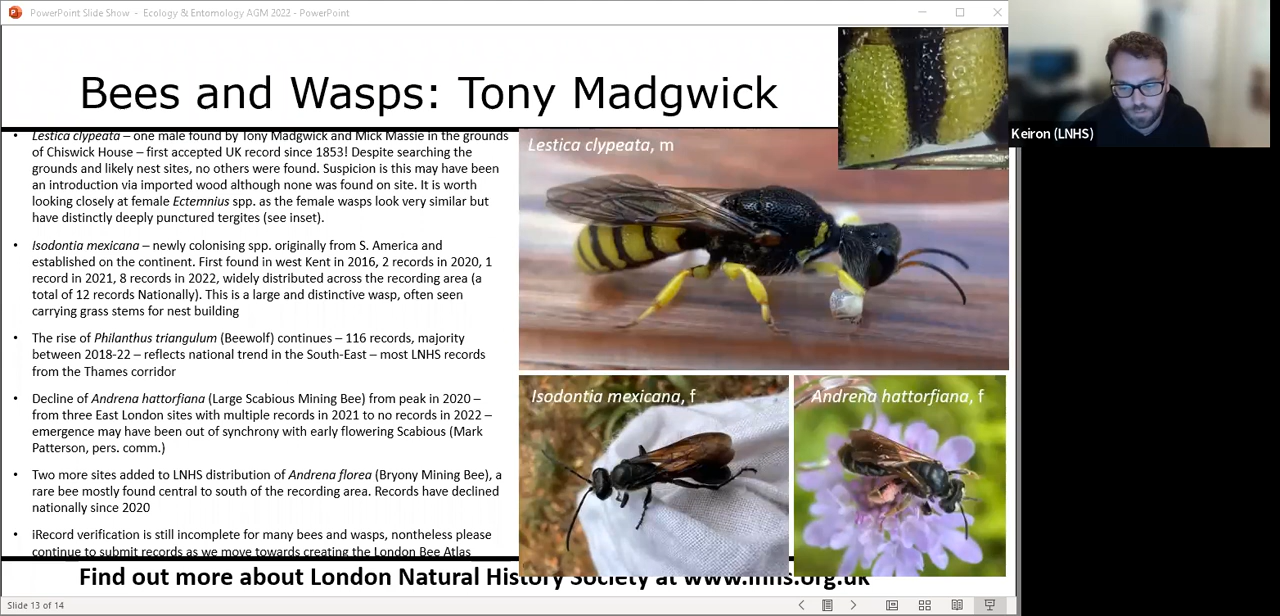 PowerPoint Slide Show - Ecology & Entomology AGM 2022 - PowerPoint
Bees and Wasps: Tony Madgwick
Keiron (LNHS)
• Lestica clypeata – one male found by Tony Madgwick and Mick Massie in the grounds
of Chiswick House – first accepted UK record since 1853! Despite searching the
grounds and likely nest sites, no others were found. Suspicion is this may have been
an introduction via imported wood although none was found on site. It is worth
looking closely at female Ectemnius spp. as the female wasps look very similar but
have distinctly deeply punctured tergites (see inset).
• Isodontia mexicana – newly colonising spp. originally from S. America and
established on the continent. First found in west Kent in 2016, 2 records in 2020, 1
record in 2021, 8 records in 2022, widely distributed across the recording area (a
total of 12 records Nationally). This is a large and distinctive wasp, often seen
carrying grass stems for nest building
• The rise of Philanthus triangulum (Beewolf) continues – 116 records, majority
between 2018-22 – reflects national trend in the South-East – most LNHS records
from the Thames corridor
• Decline of Andrena hattorfiana (Large Scabious Mining Bee) from peak in 2020 –
from three East London sites with multiple records in 2021 to no records in 2022 –
emergence may have been out of synchrony with early flowering Scabious (Mark
Patterson, pers. comm.)
• Two more sites added to LNHS distribution of Andrena florea (Bryony Mining Bee), a
rare bee mostly found central to south of the recording area. Records have declined
nationally since 2020
• iRecord verification is still incomplete for many bees and wasps, nontheless please
continue to submit records as we move towards creating the London Bee Atlas
Lestica clypeata, m
Isodontia mexicana, f
Andrena hattorfiana, f
Find out more about London Natural History Society at www.lnhs.org.uk
Slide 13 of 14